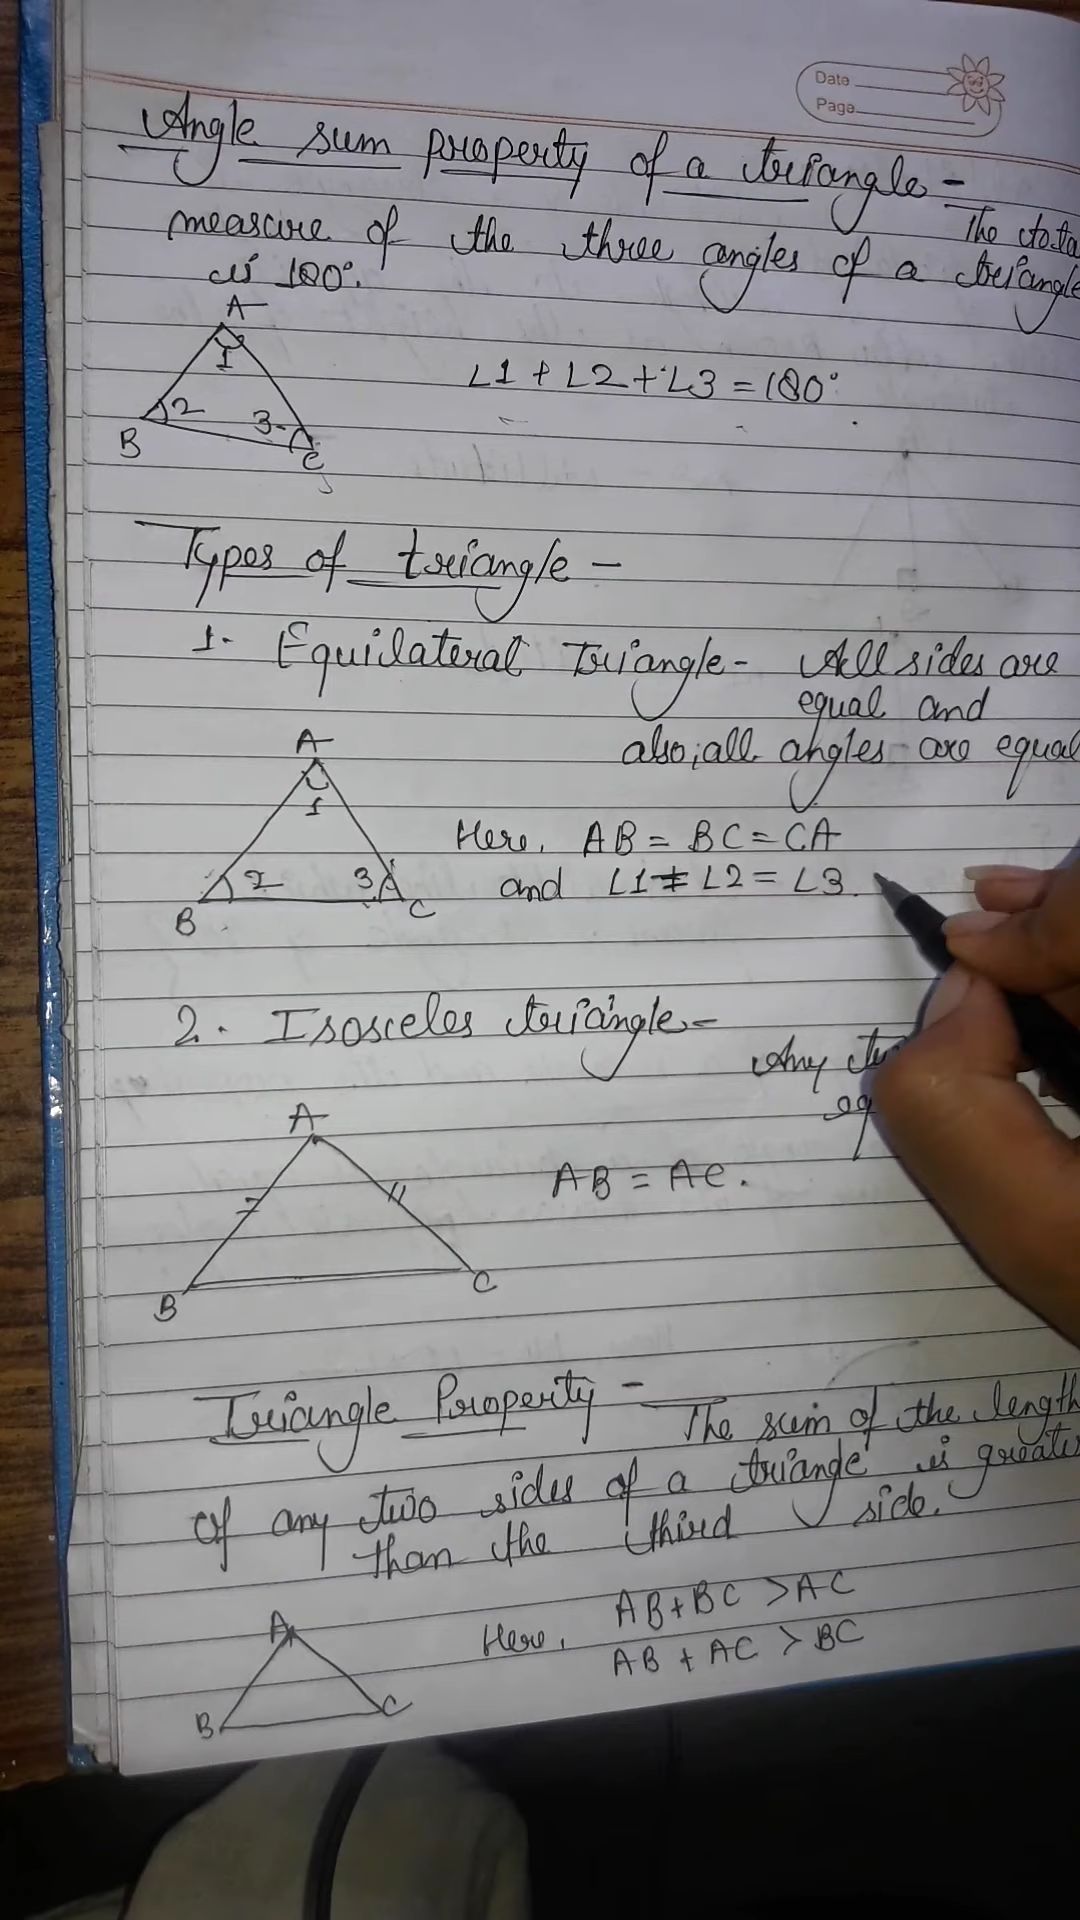 Date
Page
Angle sum property of a triangle - The tota
measure of the three angles of a triangle
is 180°.
A
1
2
3
B
C
∠1 + ∠2 + ∠3 = 180°
Types of triangle -
1. Equilateral Triangle - All sides are
equal and
also, all angles are equal
A
1
2
3
B
C
Here, AB = BC = CA
and ∠1 = ∠2 = ∠3.
2. Isosceles triangle -
Any
A
B
C
AB = AC.
Triangle Property - The sum of the length
of any two sides of a triangle is greater
than the third side.
A
B
C
Here, AB + BC > AC
AB + AC > BC